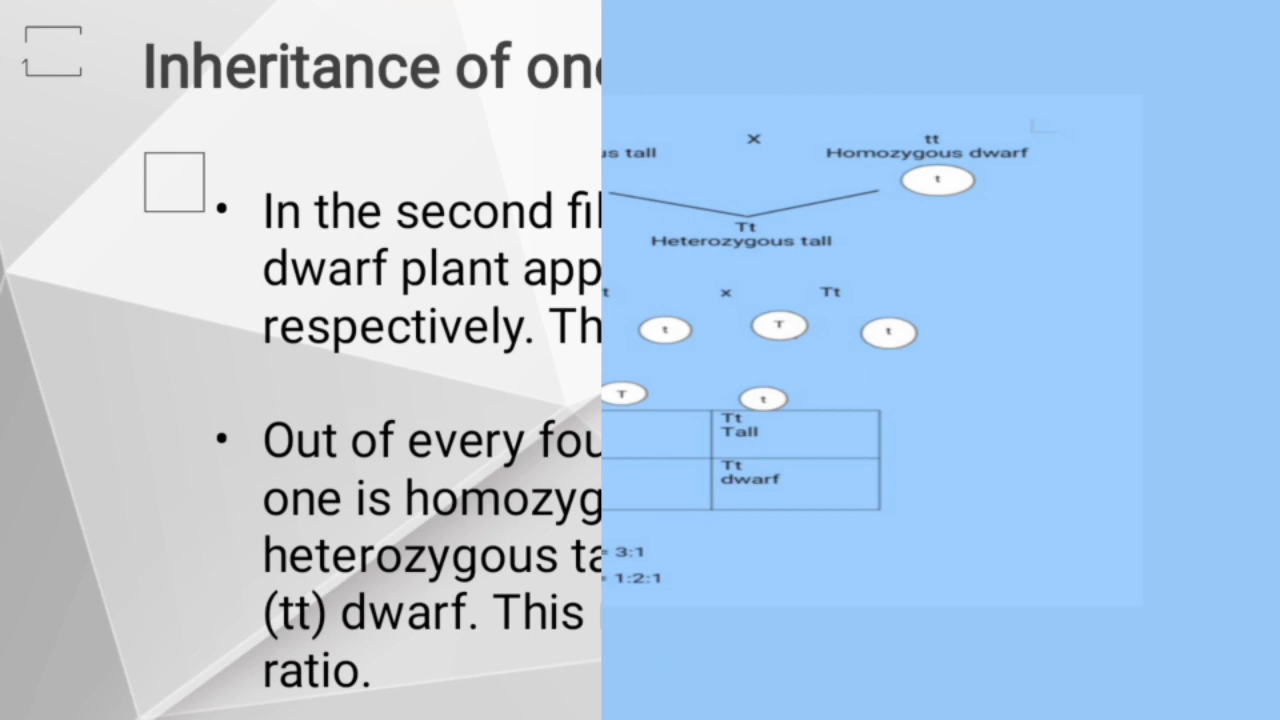 Inheritance of one
• In the second fil
dwarf plant app
respectively. Th
• Out of every fou
one is homozyg
heterozygous ta
(tt) dwarf. This
ratio.
us tall x tt
Homozygous dwarf
t
Tt
Heterozygous tall
t x Tt
t T t
T t
Tt
Tall
Tt
dwarf
= 3:1
= 1:2:1